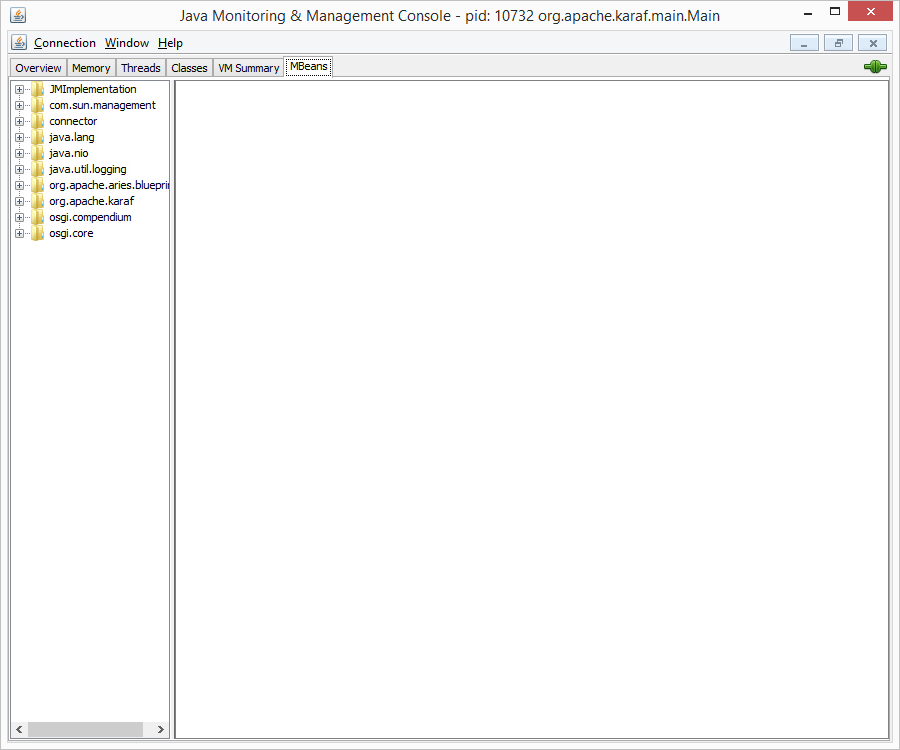 Java Monitoring & Management Console - pid: 10732 org.apache.karaf.main.Main
Connection Window Help
Overview Memory Threads Classes VM Summary MBeans
JMImplementation
com.sun.management
connector
java.lang
java.nio
java.util.logging
org.apache.aries.blueprin
org.apache.karaf
osgi.compendium
osgi.core